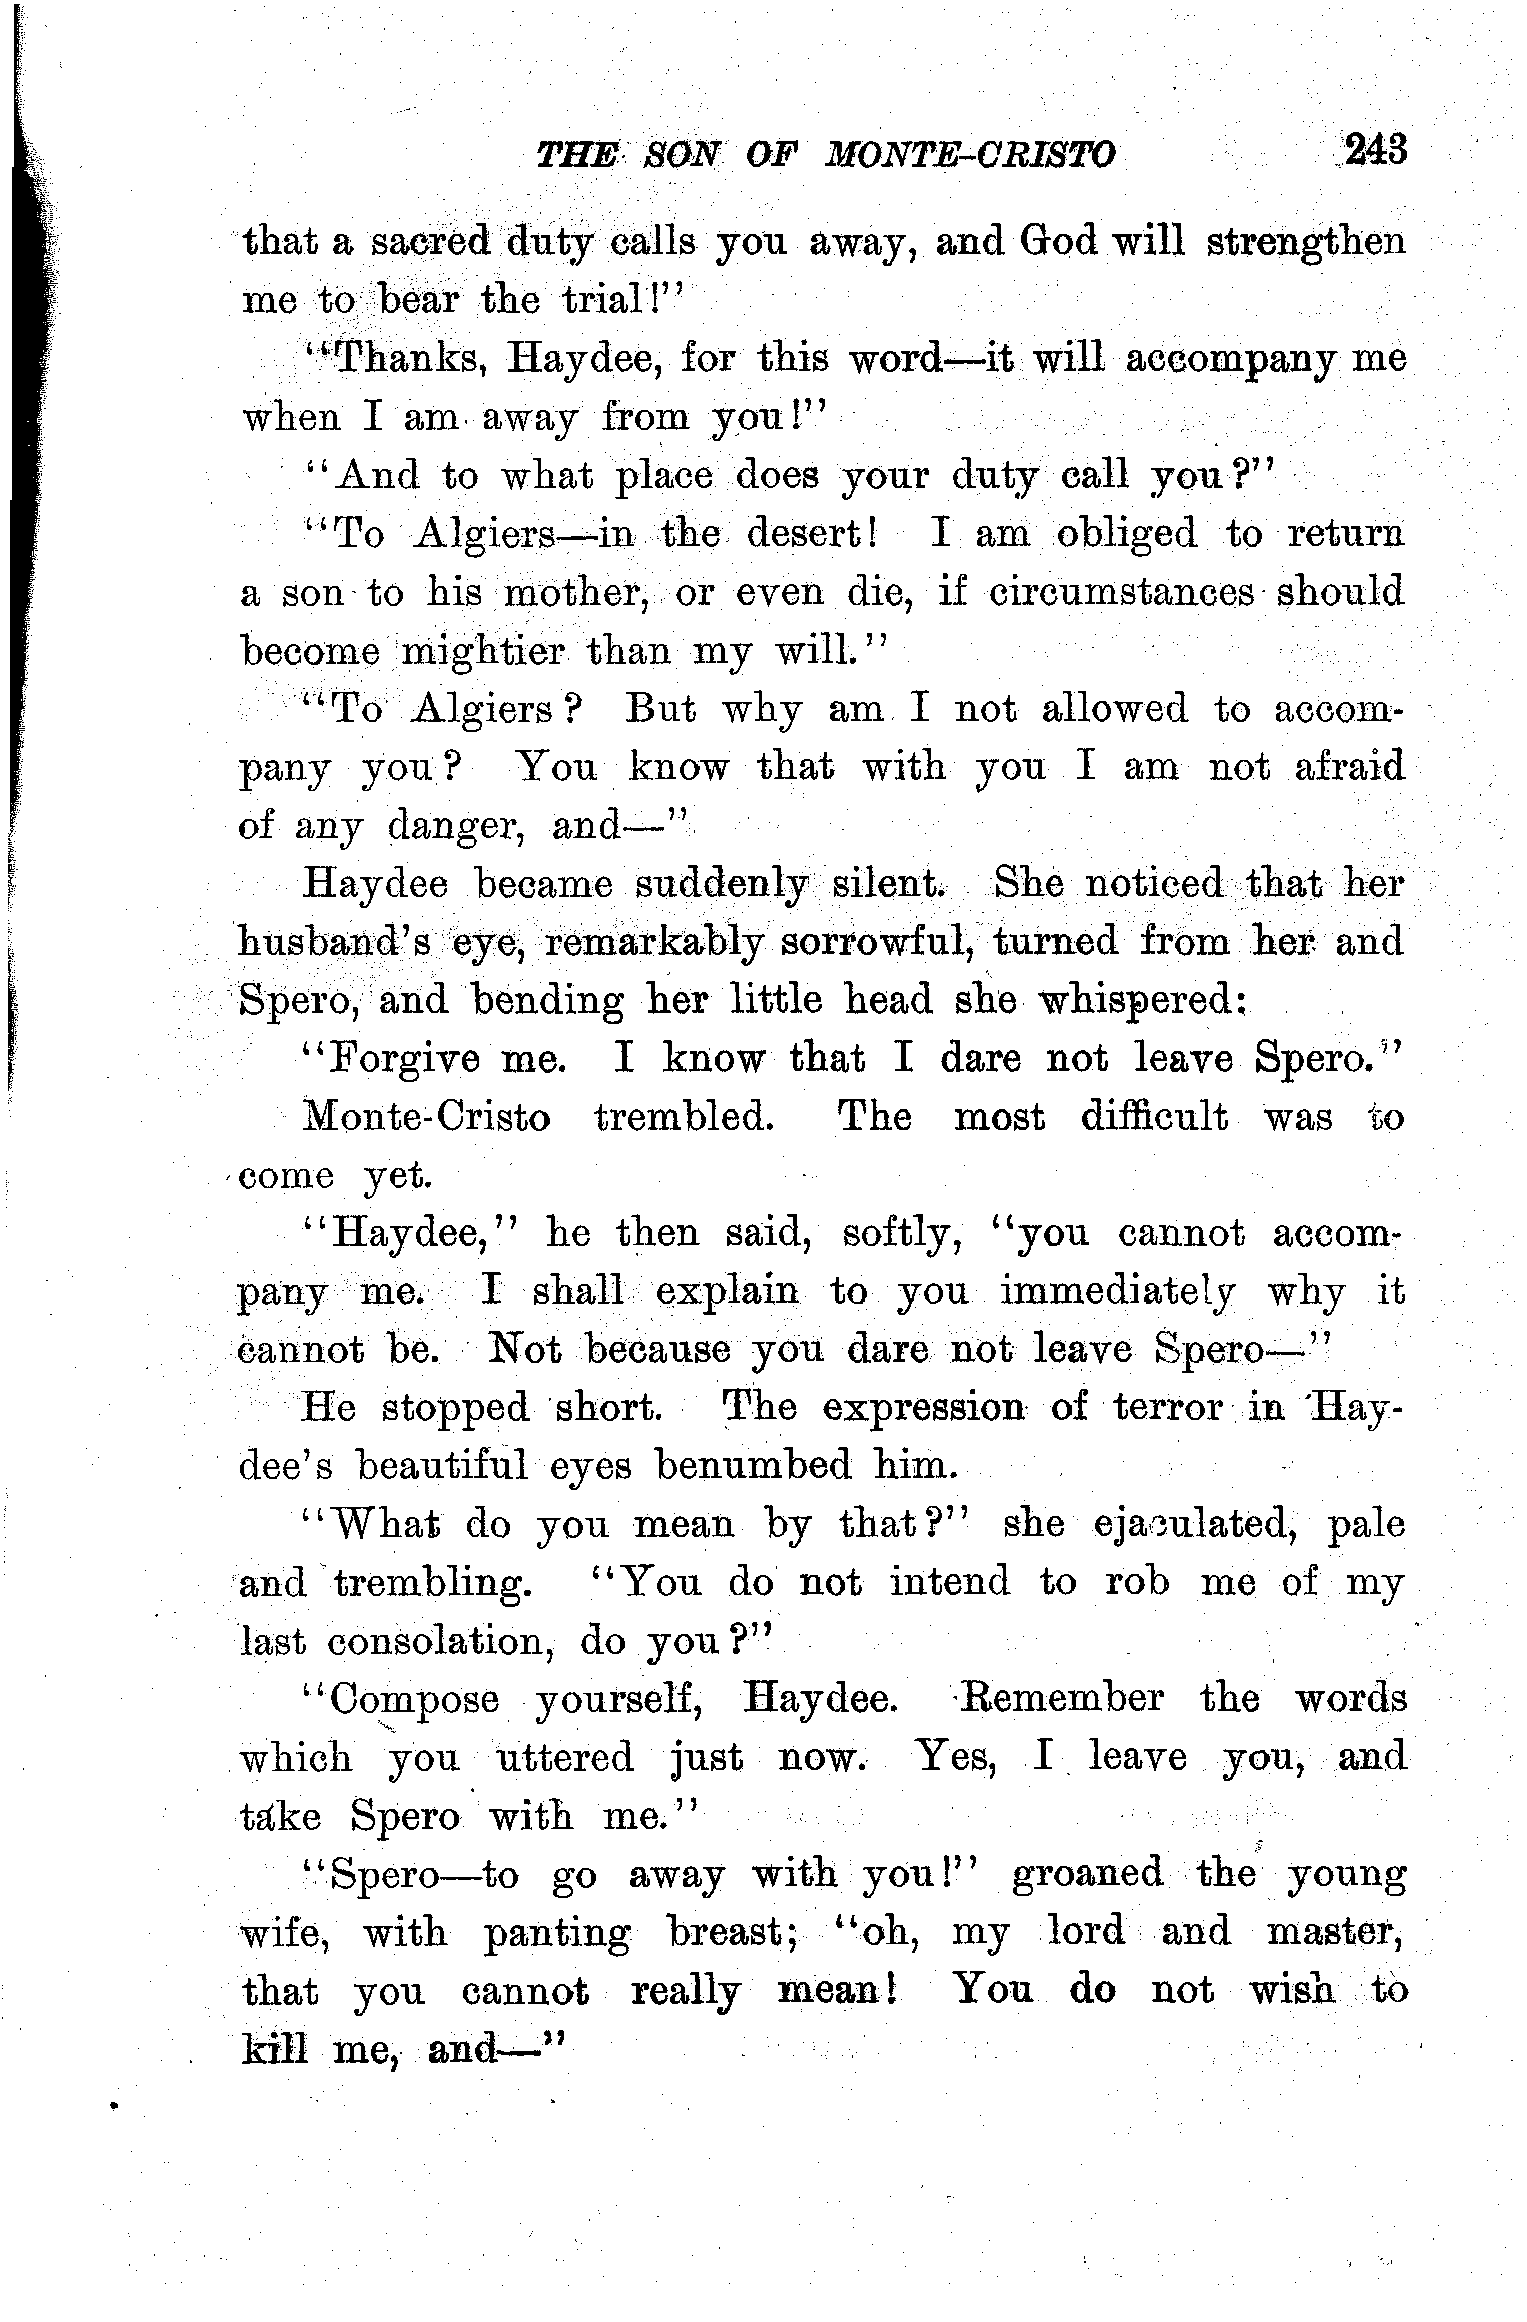 THE SON OF MONTE-CRISTO 243
that a sacred duty calls you away, and God will strengthen
me to bear the trial!"
"Thanks, Haydee, for this word—it will accompany me
when I am away from you!"
"And to what place does your duty call you?"
"To Algiers—in the desert! I am obliged to return
a son to his mother, or even die, if circumstances should
become mightier than my will."
"To Algiers? But why am I not allowed to accom-
pany you? You know that with you I am not afraid
of any danger, and—"
Haydee became suddenly silent. She noticed that her
husband's eye, remarkably sorrowful, turned from her and
Spero, and bending her little head she whispered:
"Forgive me. I know that I dare not leave Spero."
Monte-Cristo trembled. The most difficult was to
come yet.
"Haydee," he then said, softly, "you cannot accom-
pany me. I shall explain to you immediately why it
cannot be. Not because you dare not leave Spero—"
He stopped short. The expression of terror in Hay-
dee's beautiful eyes benumbed him.
"What do you mean by that?" she ejaculated, pale
and trembling. "You do not intend to rob me of my
last consolation, do you?"
"Compose yourself, Haydee. Remember the words
which you uttered just now. Yes, I leave you, and
take Spero with me."
"Spero—to go away with you!" groaned the young
wife, with panting breast; "oh, my lord and master,
that you cannot really mean! You do not wish to
kill me, and—"